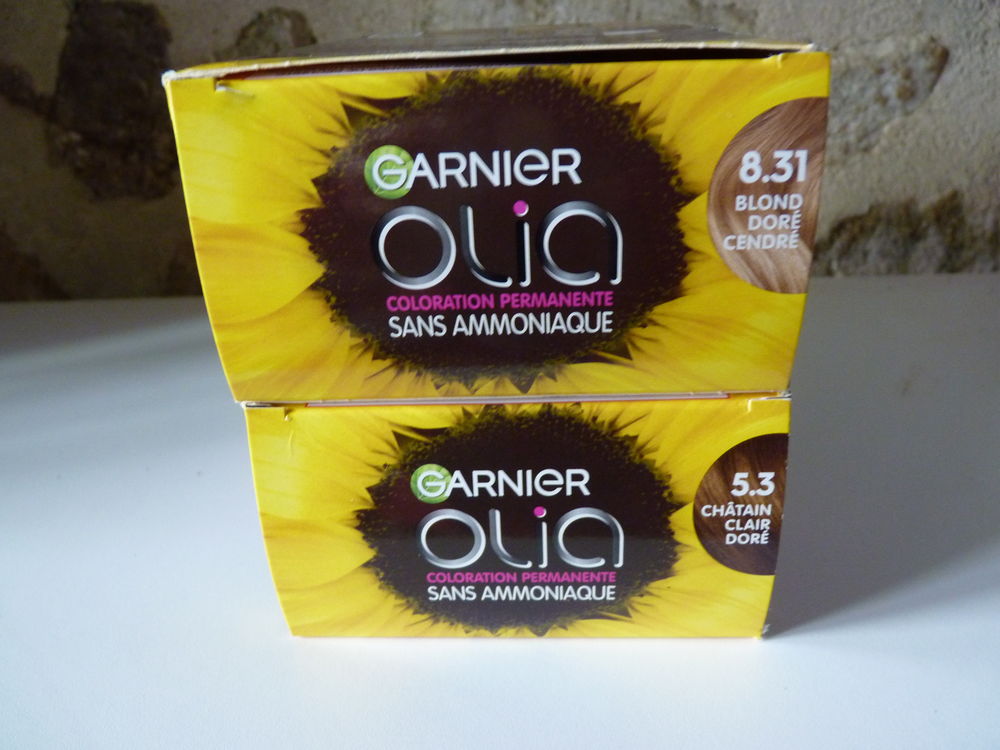 GARNIER
OLia
COLORATION PERMANENTE
SANS AMMONIAQUE
8.31
BLOND
DORÉ
CENDRÉ
GARNIER
OLia
COLORATION PERMANENTE
SANS AMMONIAQUE
5.3
CHÂTAIN
CLAIR
DORÉ